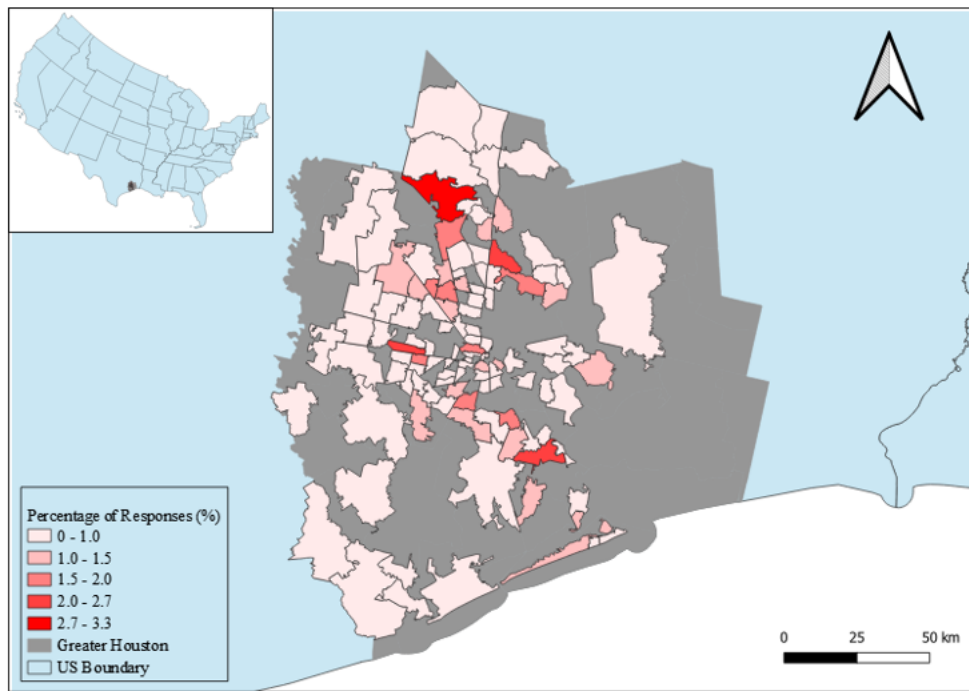 Percentage of Responses (%)
0 - 1.0
1.0 - 1.5
1.5 - 2.0
2.0 - 2.7
2.7 - 3.3
Greater Houston
US Boundary
0 25 50 km